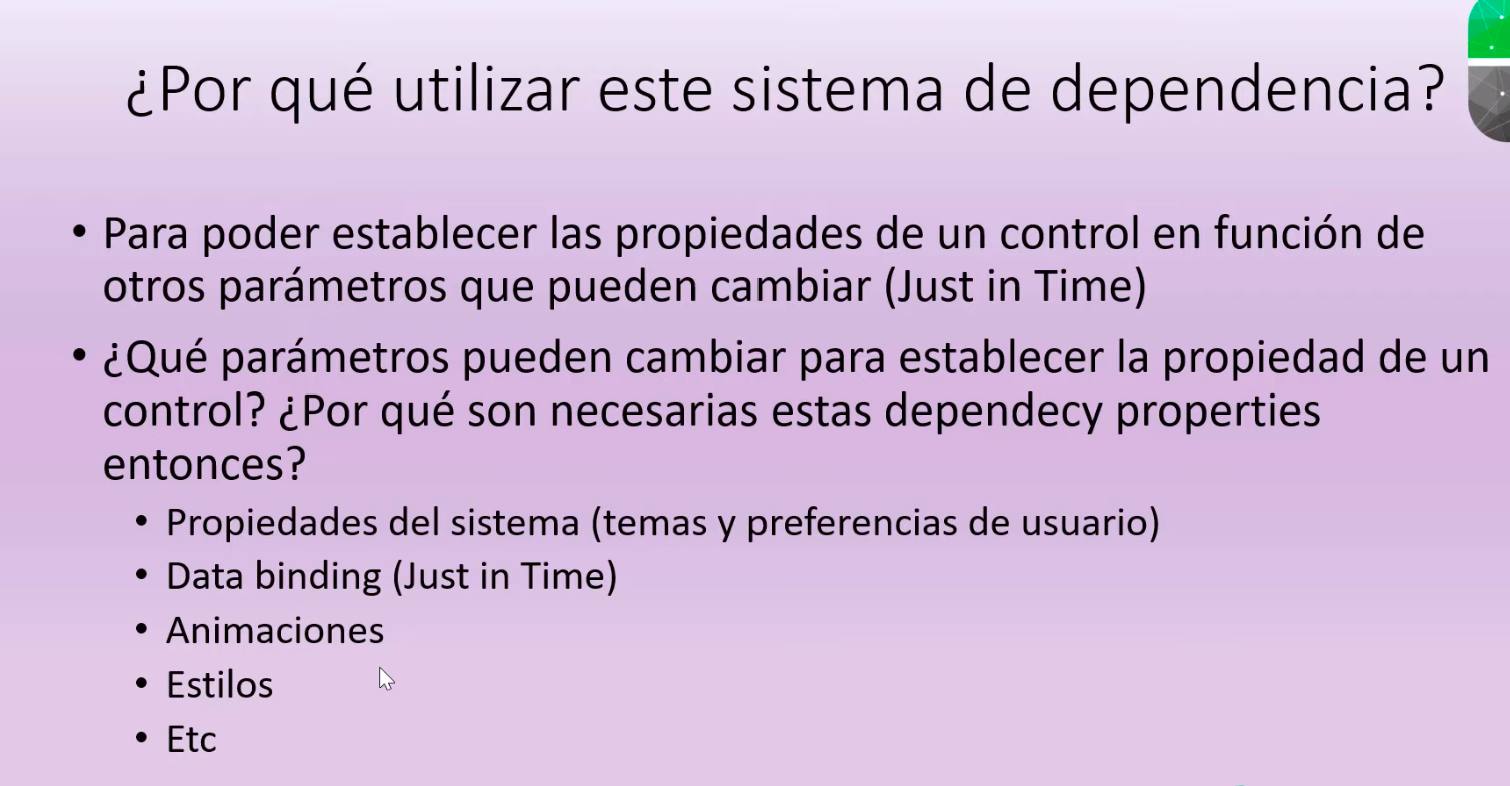 ¿Por qué utilizar este sistema de dependencia?
• Para poder establecer las propiedades de un control en función de
otros parámetros que pueden cambiar (Just in Time)
• ¿Qué parámetros pueden cambiar para establecer la propiedad de un
control? ¿Por qué son necesarias estas dependecy properties
entonces?
• Propiedades del sistema (temas y preferencias de usuario)
• Data binding (Just in Time)
• Animaciones
• Estilos
• Etc